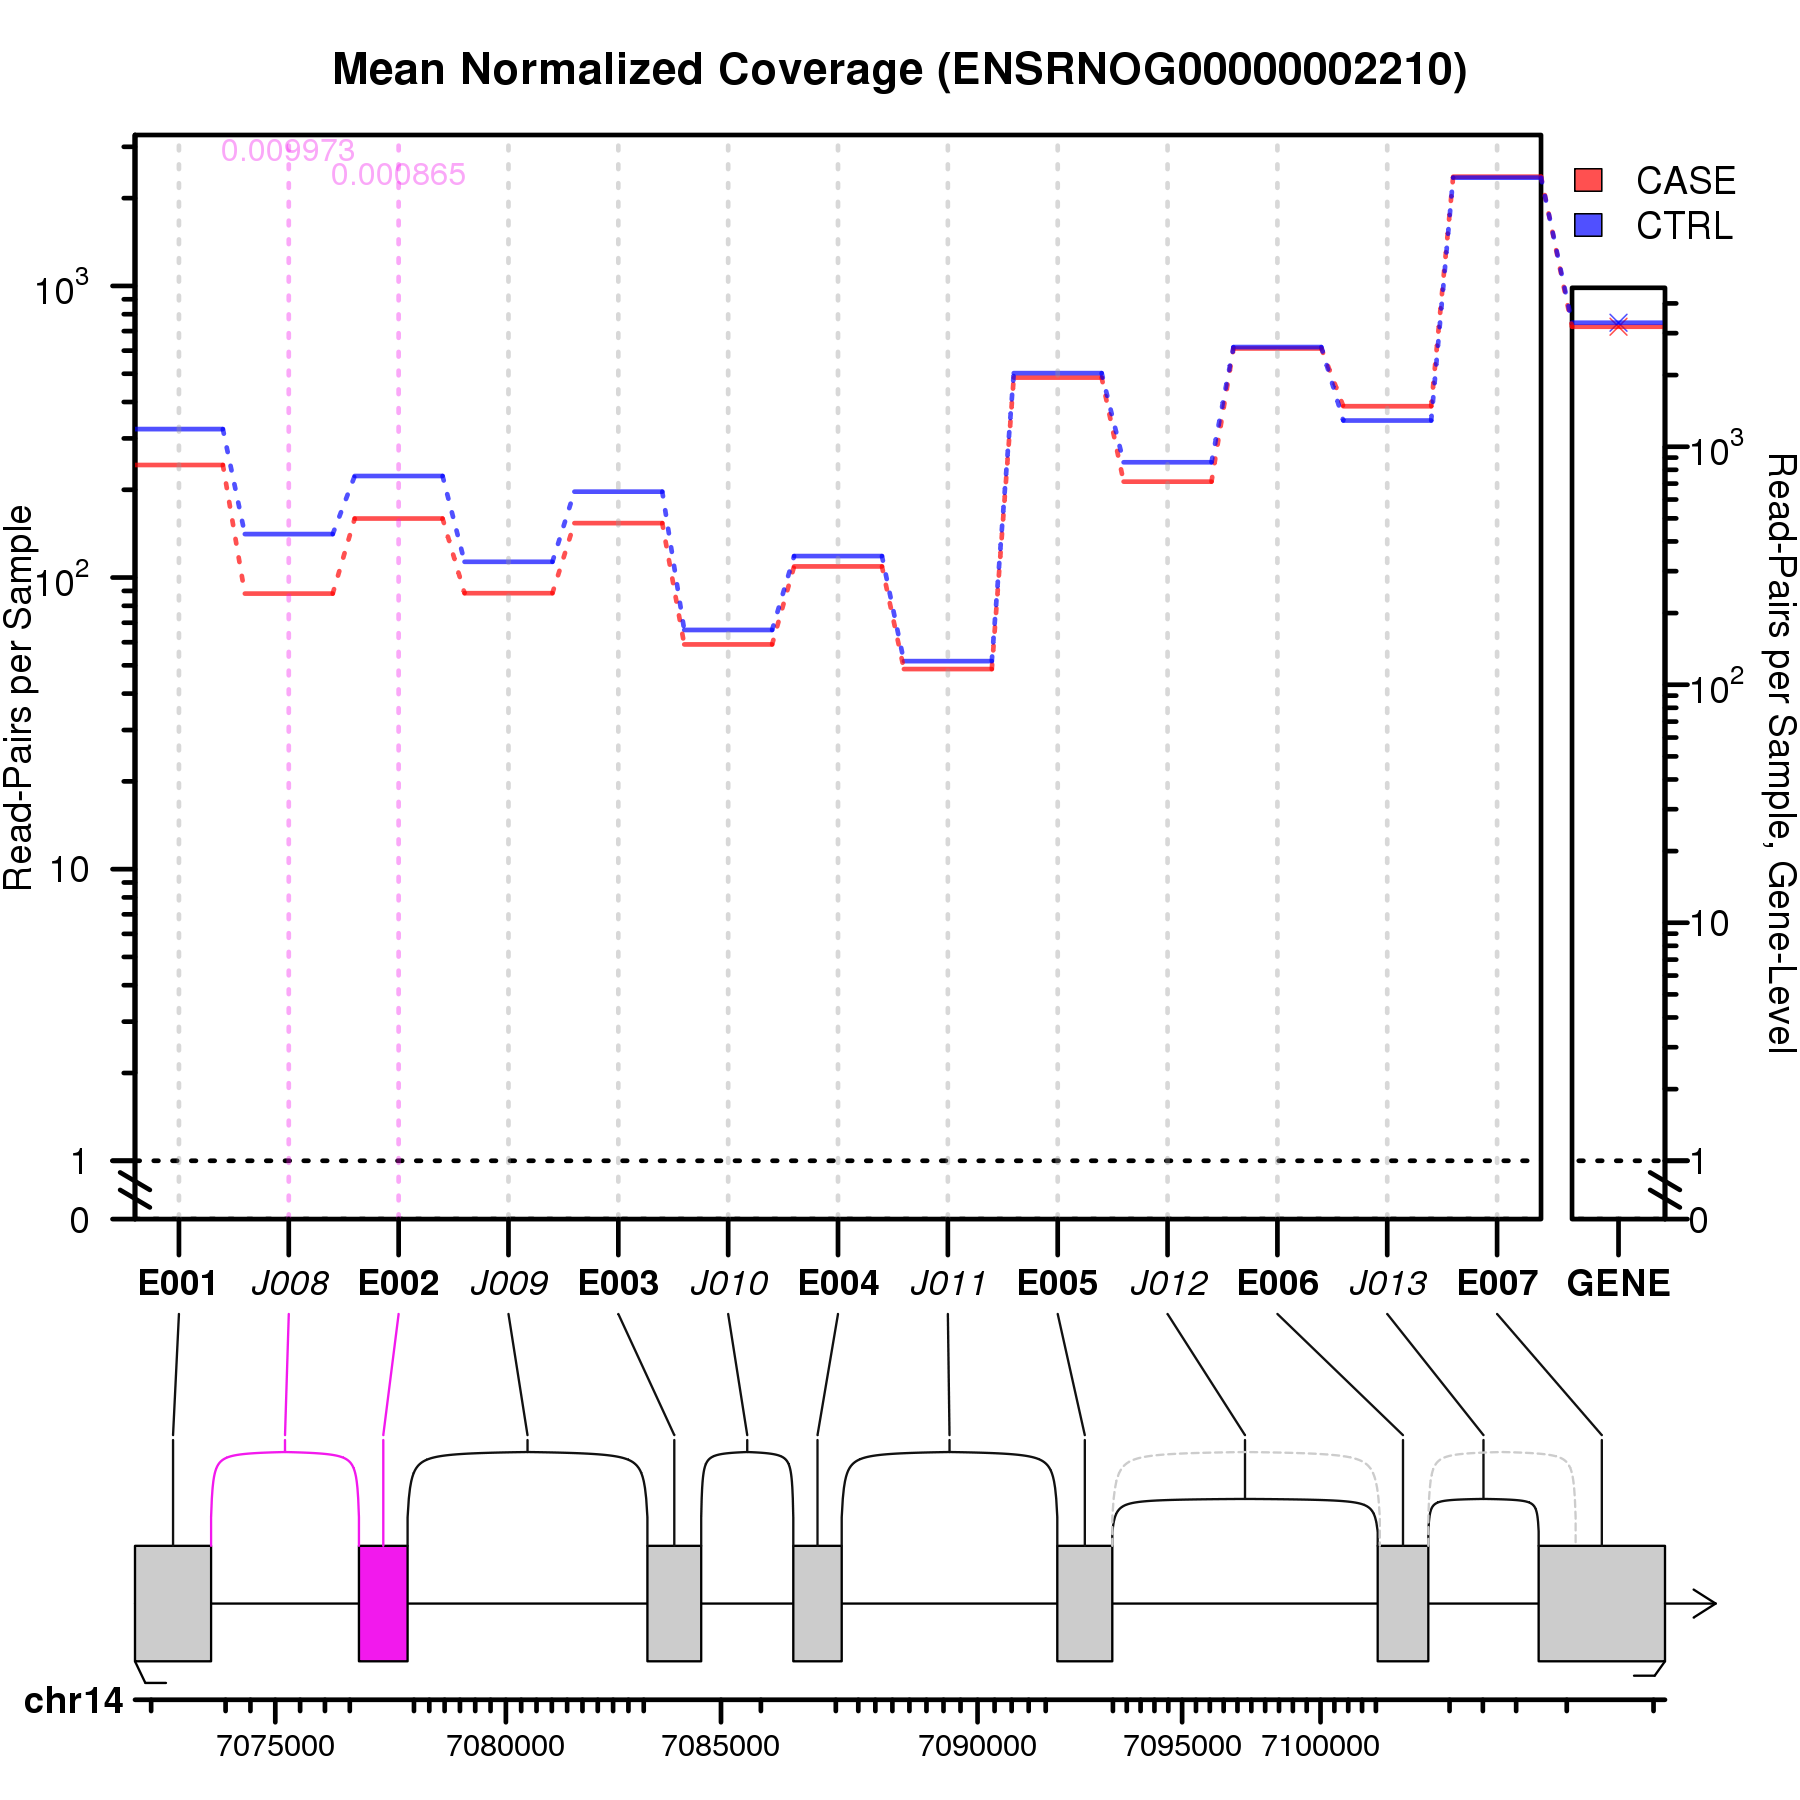 Mean Normalized Coverage (ENSRNOG00000002210)
0.009973
0.000865
CASE
CTRL
Read-Pairs per Sample
10³
10²
10
1
0
10³
10²
10
1
0
Read-Pairs per Sample, Gene-Level
E001 J008 E002 J009 E003 J010 E004 J011 E005 J012 E006 J013 E007 GENE
chr14
7075000 7080000 7085000 7090000 7095000 7100000